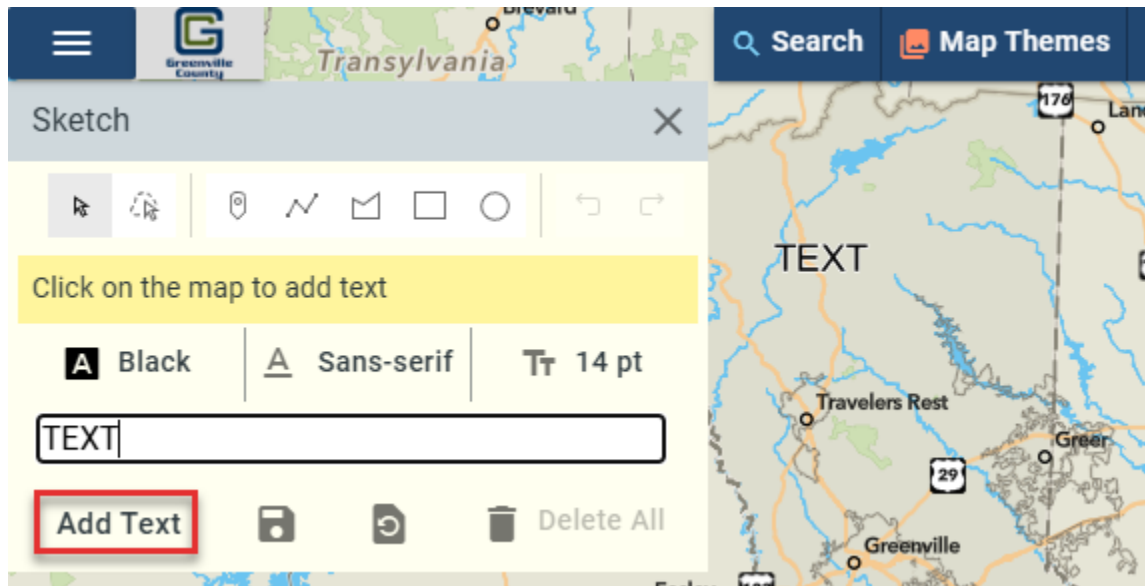 Brevard
Greenville
County
Transylvania
Search
Map Themes
Sketch
176
TEXT
Click on the map to add text
A Black
A Sans-serif
TT 14 pt
TEXT
Travelers Rest
Greer
29
Add Text
Delete All
Greenville